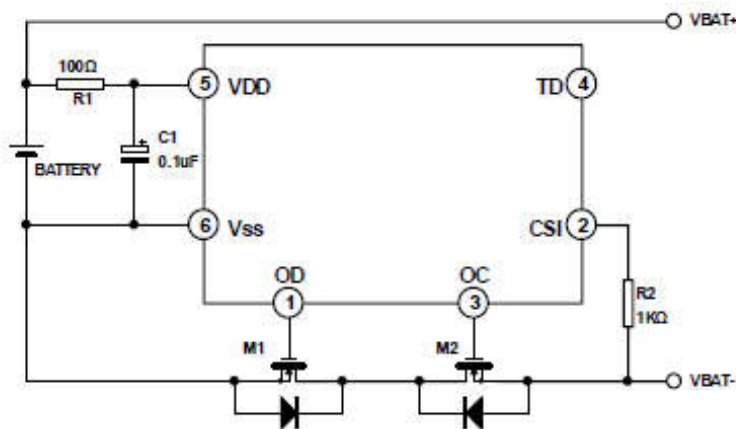 VBAT+
100Ω
R1
5 VDD
TD 4
C1
+
0.1uF
BATTERY
6 Vss
CSI 2
OD
OC
1
3
R2
1KΩ
M1
M2
VBAT-